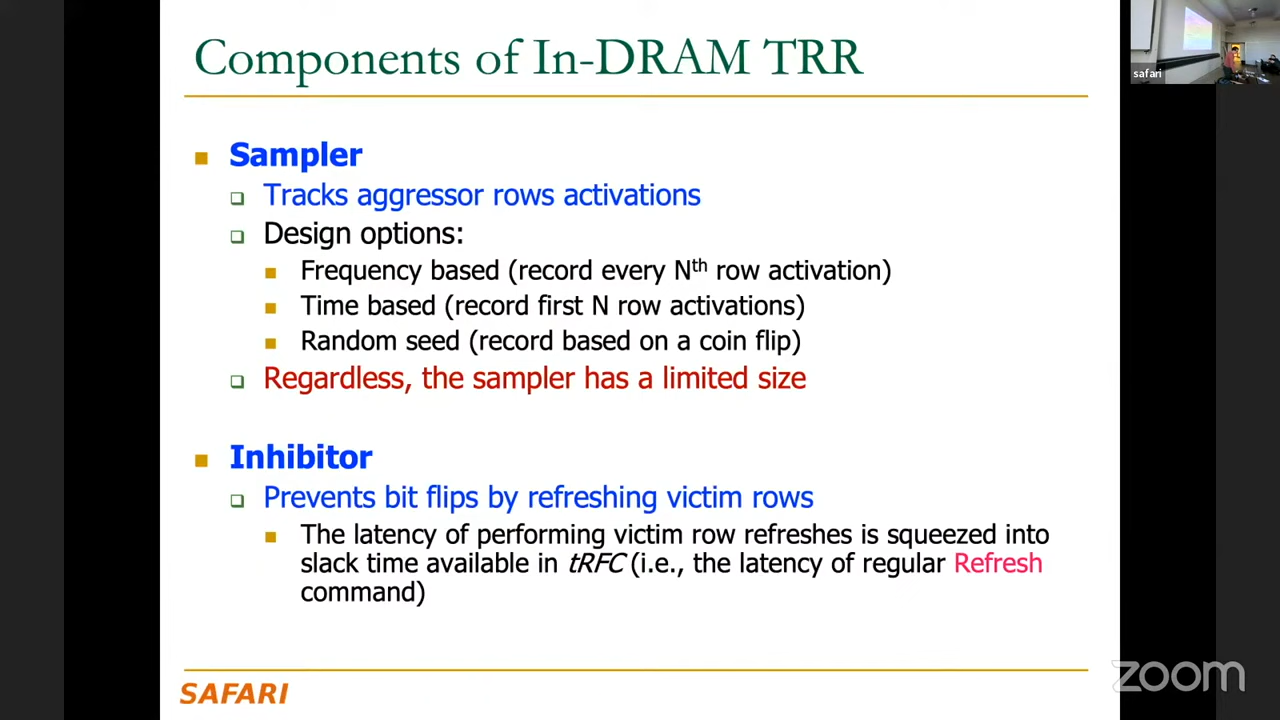 Components of In-DRAM TRR
safari
Sampler
Tracks aggressor rows activations
Design options:
Frequency based (record every Nth row activation)
Time based (record first N row activations)
Random seed (record based on a coin flip)
Regardless, the sampler has a limited size
Inhibitor
Prevents bit flips by refreshing victim rows
The latency of performing victim row refreshes is squeezed into
slack time available in tRFC (i.e., the latency of regular Refresh
command)
SAFARI
zoom